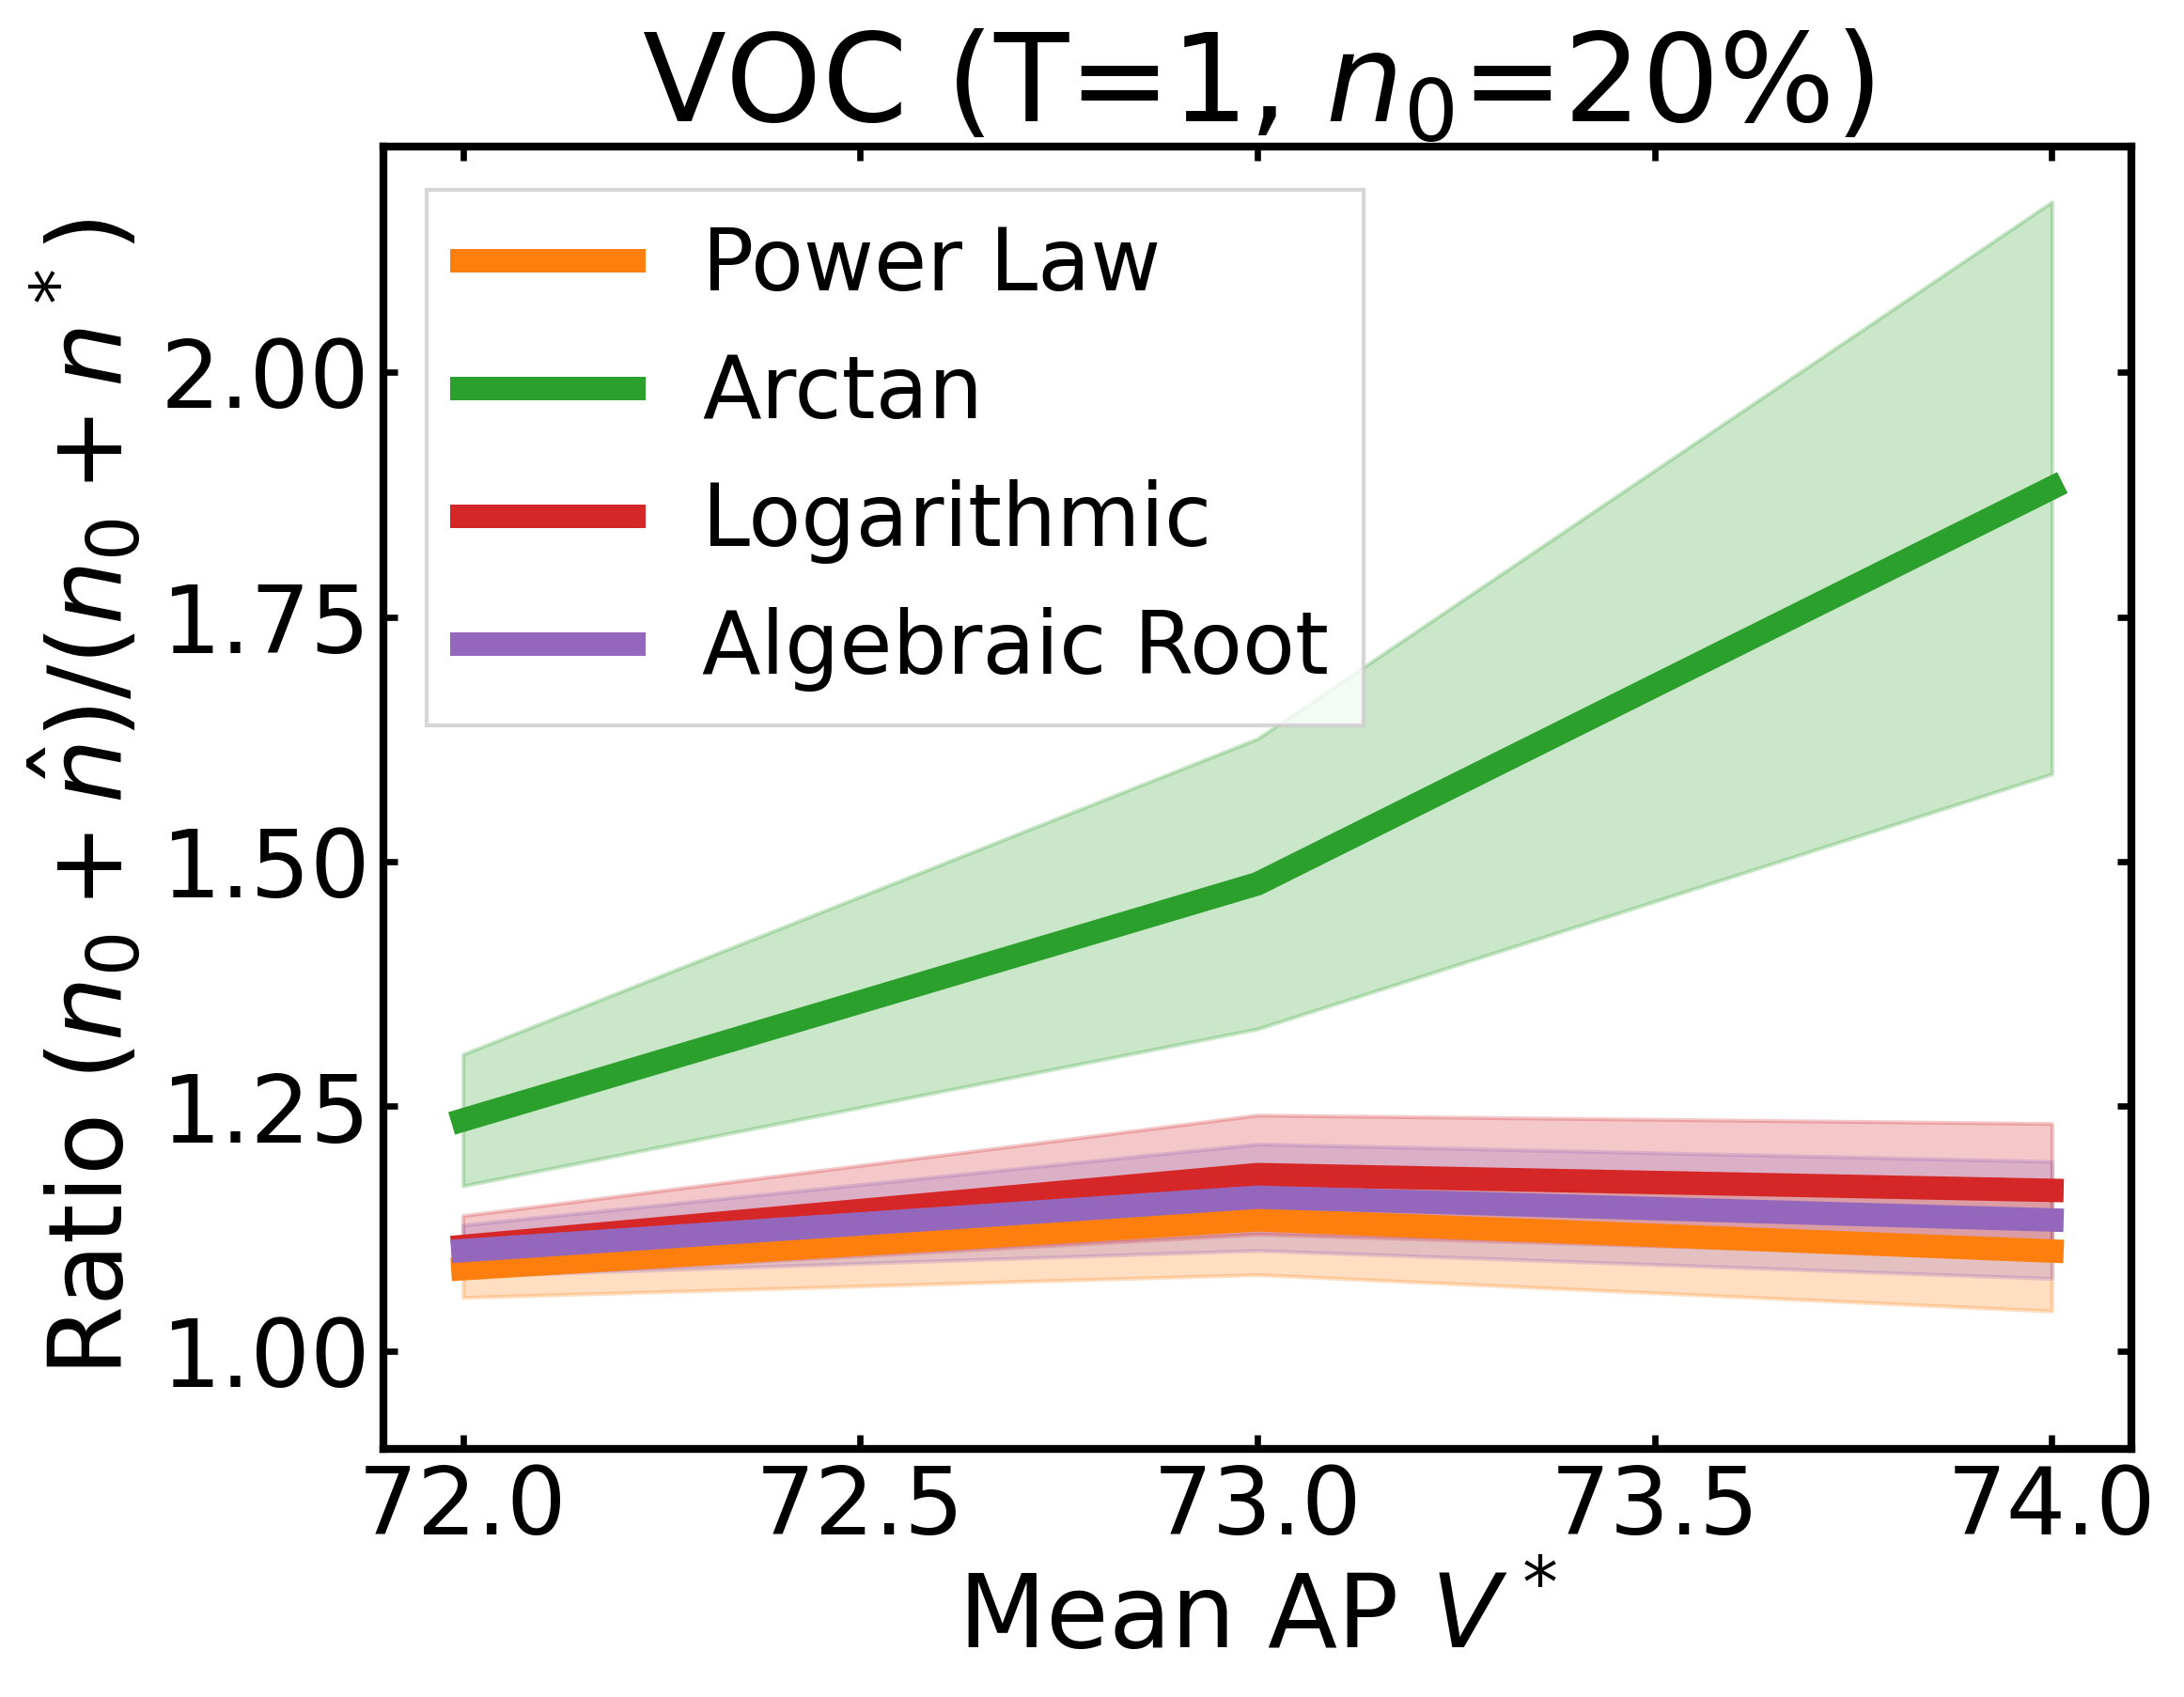 VOC (T=1, n₀=20%)
Power Law
Arctan
Logarithmic
Algebraic Root
Ratio (n₀ + n̂)/(n₀ + n*)
2.00
1.75
1.50
1.25
1.00
72.0 72.5 73.0 73.5 74.0
Mean AP V*